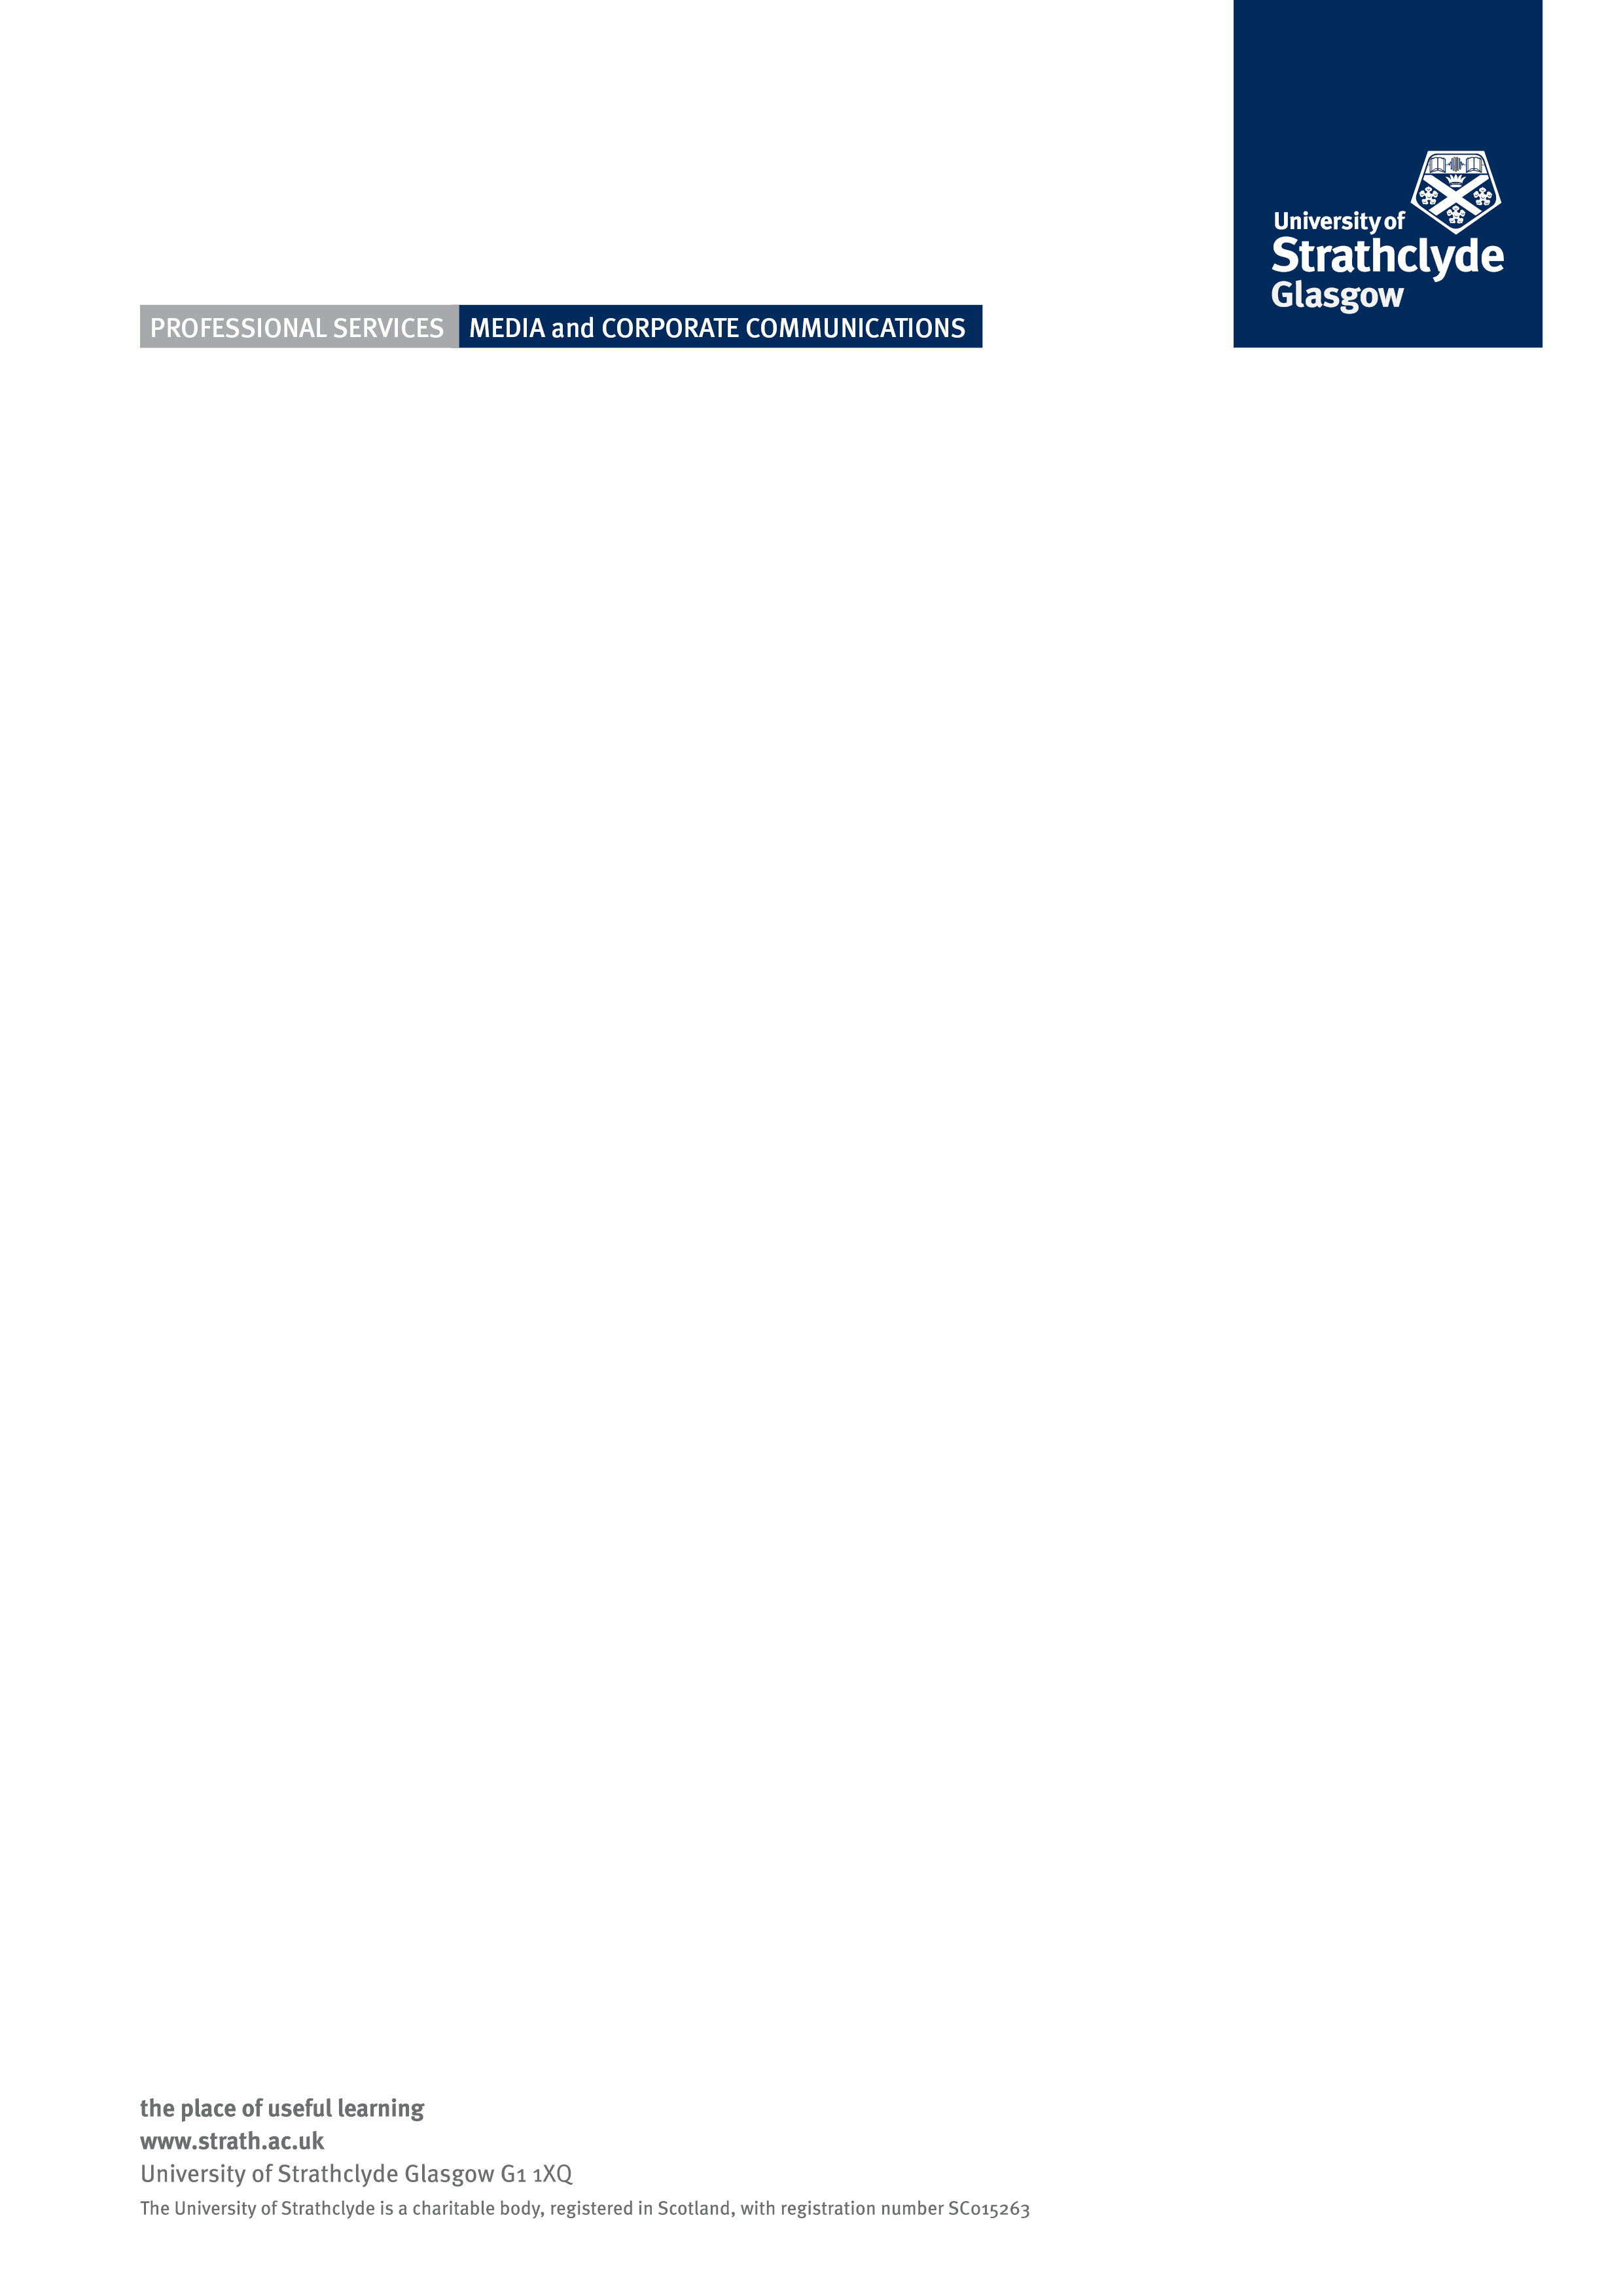 University of
Strathclyde
Glasgow
PROFESSIONAL SERVICES MEDIA and CORPORATE COMMUNICATIONS
the place of useful learning
www.strath.ac.uk
University of Strathclyde Glasgow G1 1XQ
The University of Strathclyde is a charitable body, registered in Scotland, with registration number SC015263